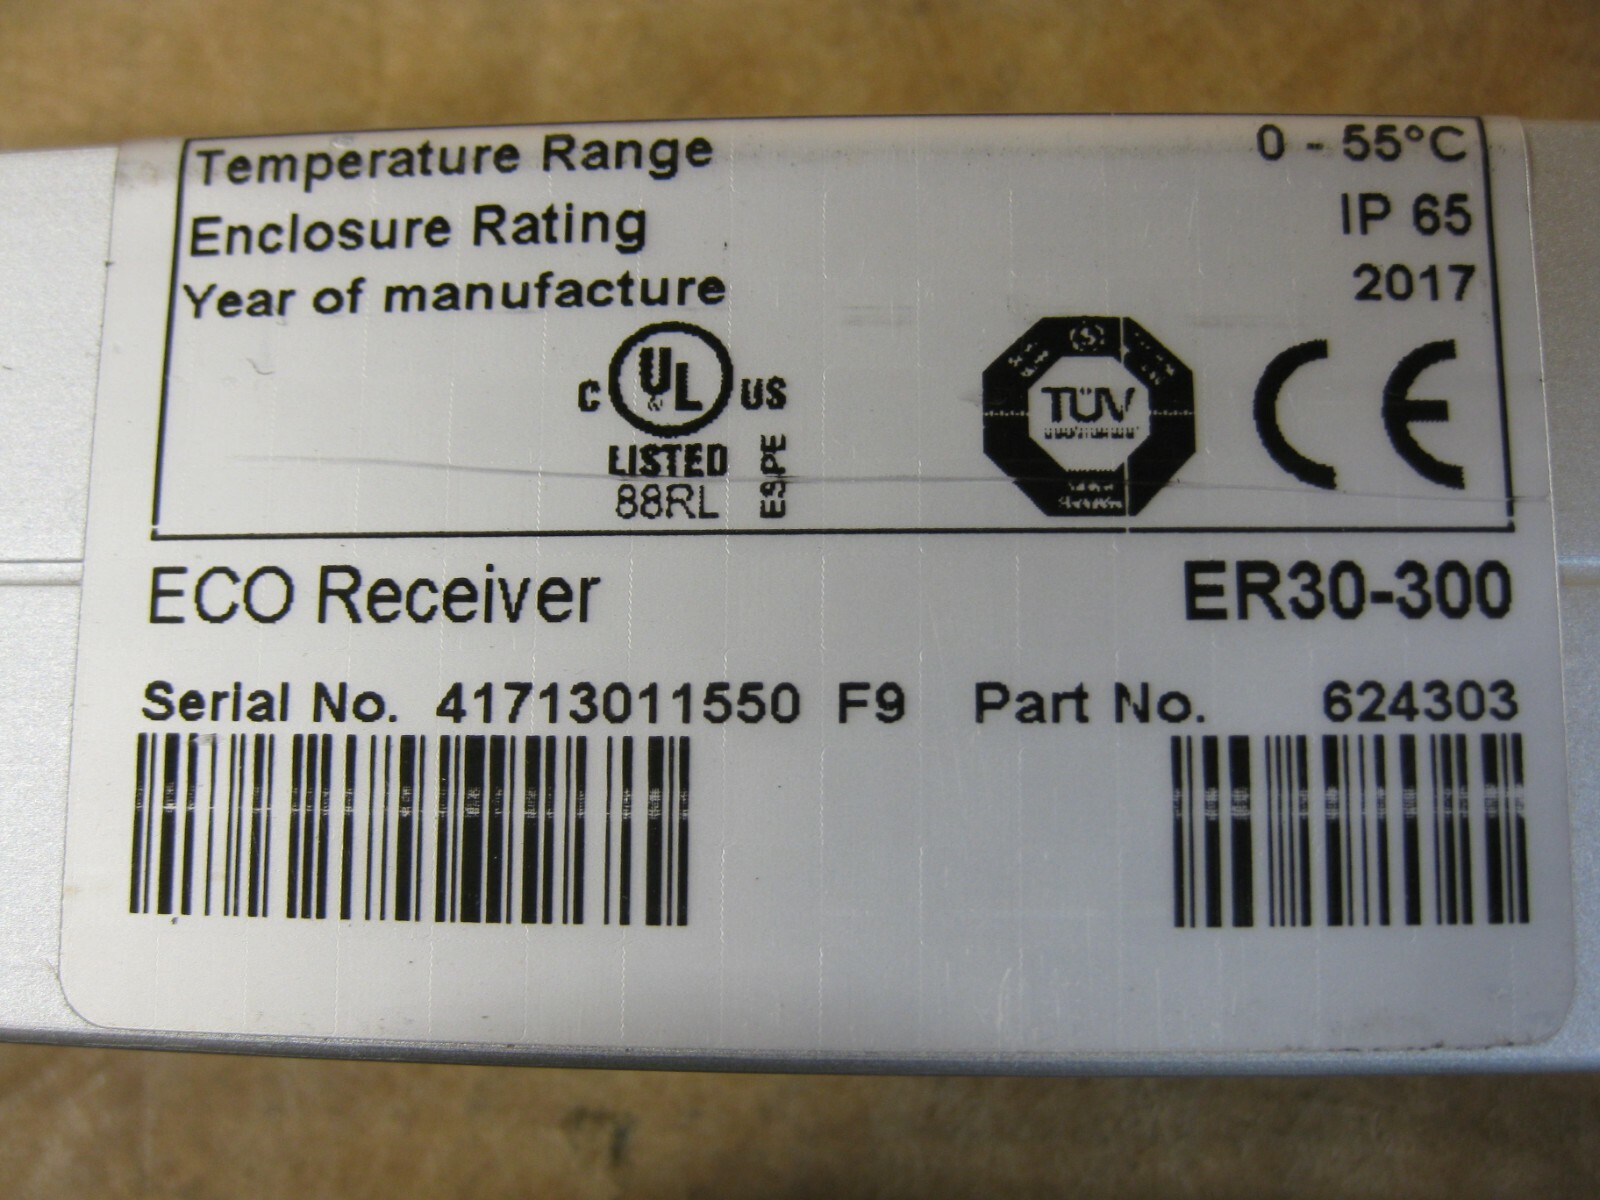 Temperature Range 0 - 55°C
Enclosure Rating IP 65
Year of manufacture 2017
C UL US
LISTED
88RL
ESPE
TÜV
CE
ECO Receiver ER30-300
Serial No. 41713011550 F9 Part No. 624303